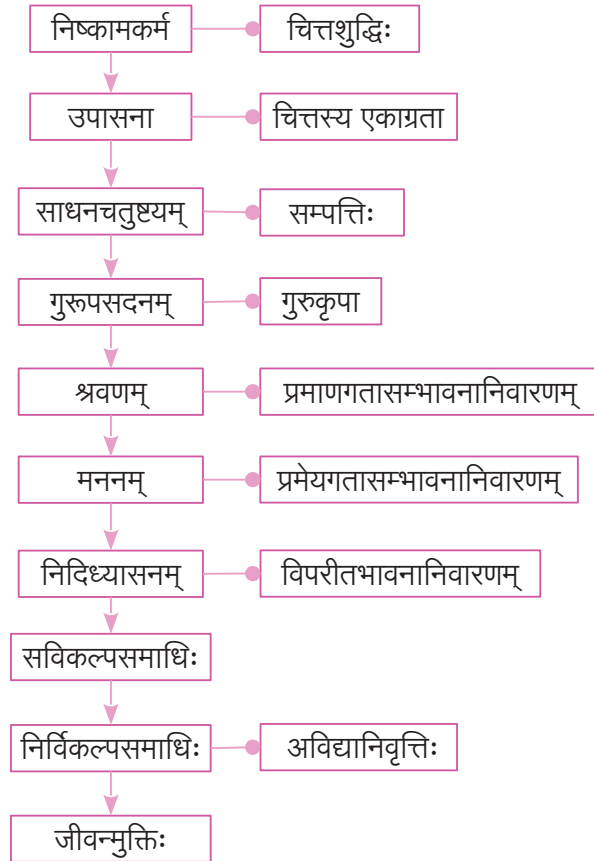 निष्कामकर्म चित्तशुद्धिः
उपासना चित्तस्य एकाग्रता
साधनचतुष्टयम् सम्पत्तिः
गुरूपसदनम् गुरुकृपा
श्रवणम् प्रमाणगतासम्भावनानिवारणम्
मननम् प्रमेयगतासम्भावनानिवारणम्
निदिध्यासनम् विपरीतभावनानिवारणम्
सविकल्पसमाधिः
निर्विकल्पसमाधिः अविद्यानिवृत्तिः
जीवन्मुक्तिः